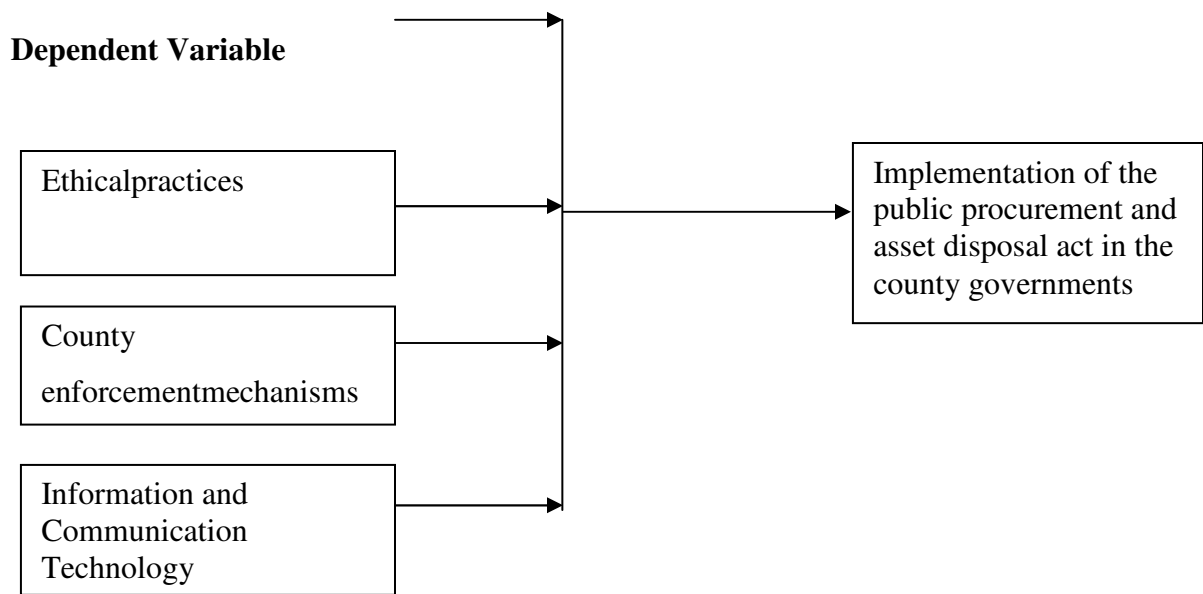 Dependent Variable
Ethicalpractices
County
enforcementmechanisms
Information and
Communication
Technology
Implementation of the
public procurement and
asset disposal act in the
county governments